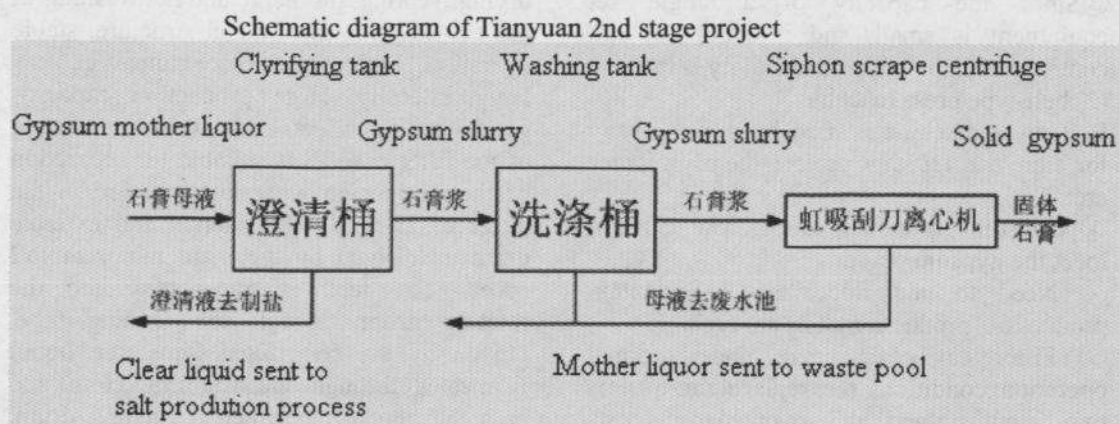 Schematic diagram of Tianyuan 2nd stage project
Clyrifying tank
Washing tank
Siphon scrape centrifuge
Gypsum mother liquor
Gypsum slurry
Gypsum slurry
Solid gypsum
石膏母液
澄清桶
石膏浆
洗涤桶
石膏浆
虹吸刮刀离心机
固体
石膏
澄清液去制盐
母液去废水池
Clear liquid sent to
salt prodution process
Mother liquor sent to waste pool